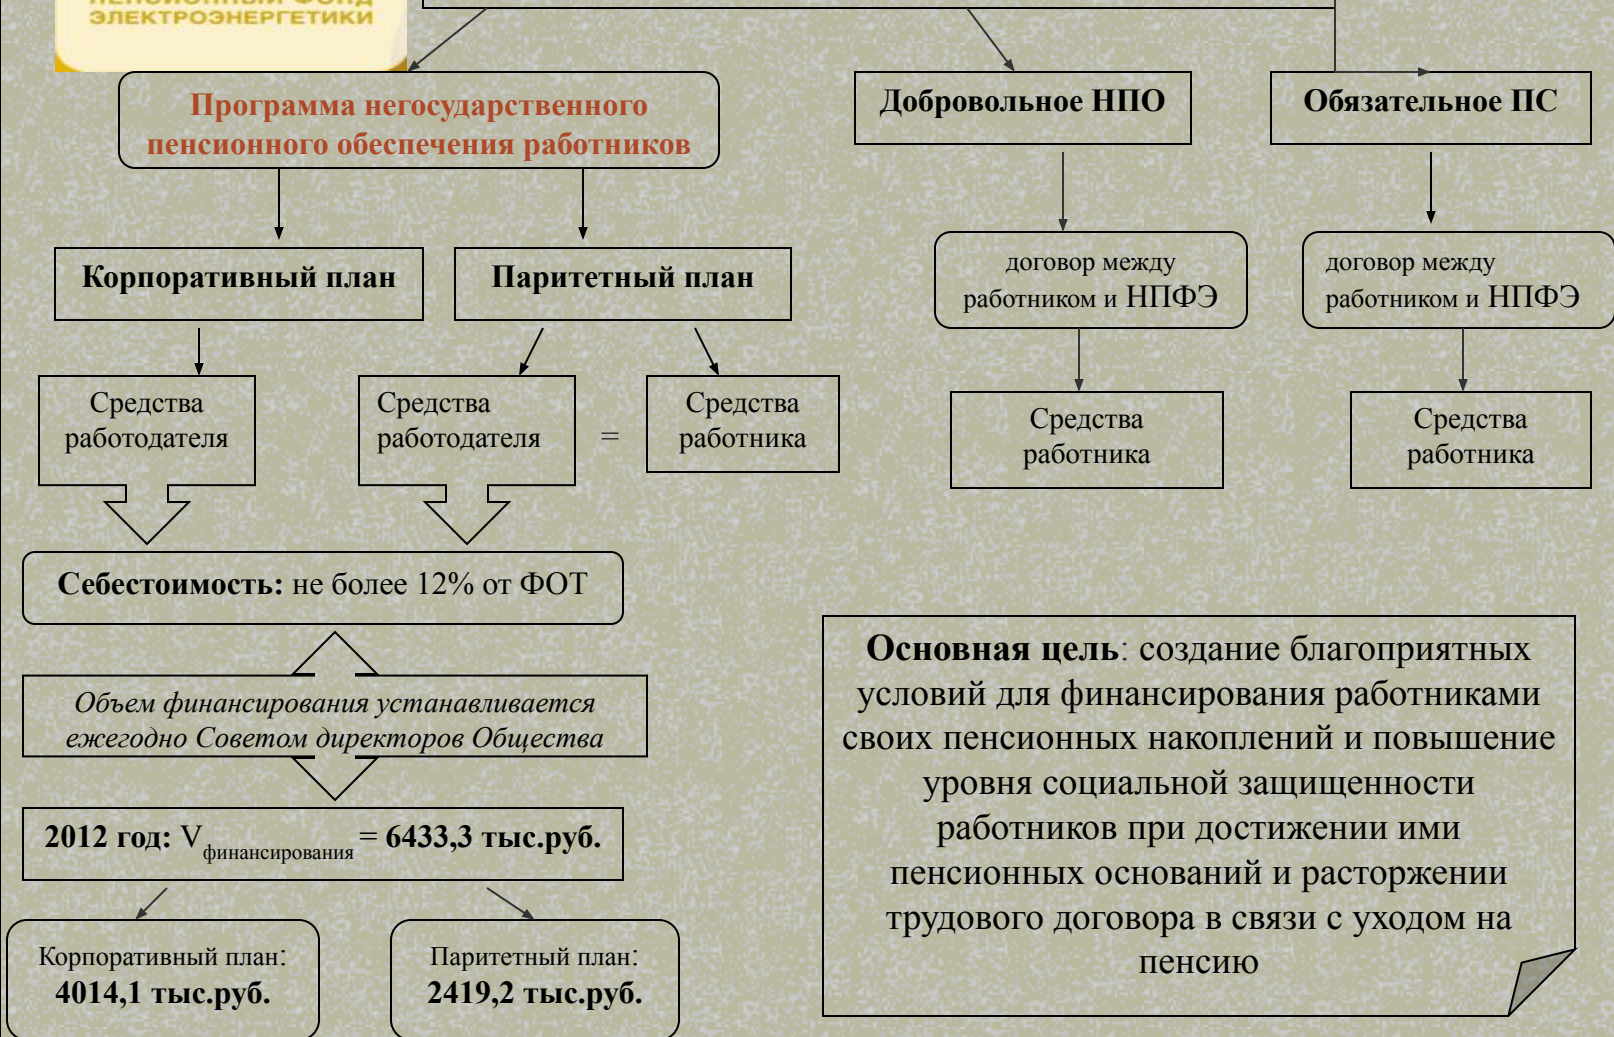 ЭЛЕКТРОЭНЕРГЕТИКИ
Программа негосударственного
пенсионного обеспечения работников
Добровольное НПО
Обязательное ПС
Корпоративный план
Паритетный план
договор между
работником и НПФЭ
договор между
работником и НПФЭ
Средства
работодателя
Средства
работодателя
=
Средства
работника
Средства
работника
Средства
работника
Себестоимость: не более 12% от ФОТ
Объем финансирования устанавливается
ежегодно Советом директоров Общества
2012 год: Vфинансирования = 6433,3 тыс.руб.
Корпоративный план:
4014,1 тыс.руб.
Паритетный план:
2419,2 тыс.руб.
Основная цель: создание благоприятных
условий для финансирования работниками
своих пенсионных накоплений и повышение
уровня социальной защищенности
работников при достижении ими
пенсионных оснований и расторжении
трудового договора в связи с уходом на
пенсию